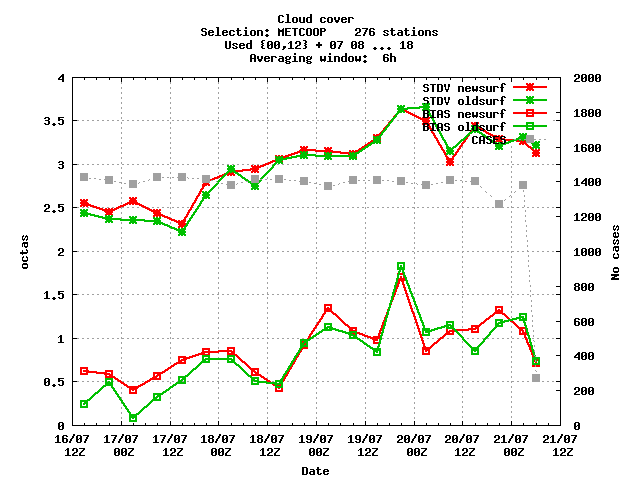 Cloud cover
Selection: METCOOP    276 stations
Used {00,12} + 07 08 ... 18
Averaging window:  6h
STDV newsurf
STDV oldsurf
BIAS newsurf
BIAS oldsurf
CASES
4
3.5
3
2.5
2
1.5
1
0.5
0
octas
2000
1800
1600
1400
1200
1000
800
600
400
200
0
No cases
16/07 17/07 17/07 18/07 18/07 19/07 19/07 20/07 20/07 21/07 21/07
12Z 00Z 12Z 00Z 12Z 00Z 12Z 00Z 12Z 00Z 12Z
Date